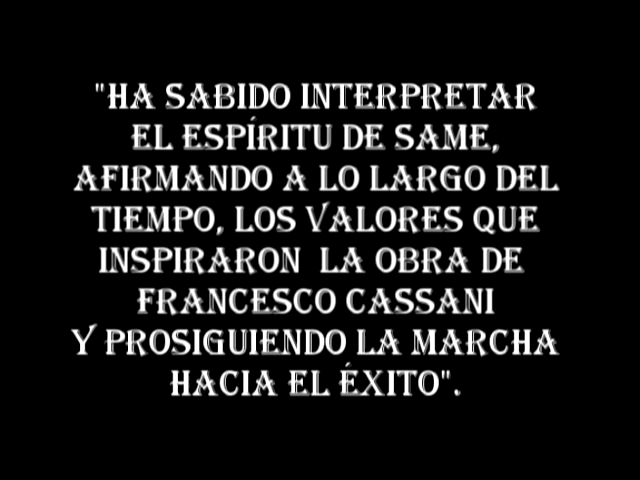 "HA SABIDO INTERPRETAR
EL ESPÍRITU DE SAME,
AFIRMANDO A LO LARGO DEL
TIEMPO, LOS VALORES QUE
INSPIRARON LA OBRA DE
FRANCESCO CASSANI
Y PROSIGUIENDO LA MARCHA
HACIA EL ÉXITO".